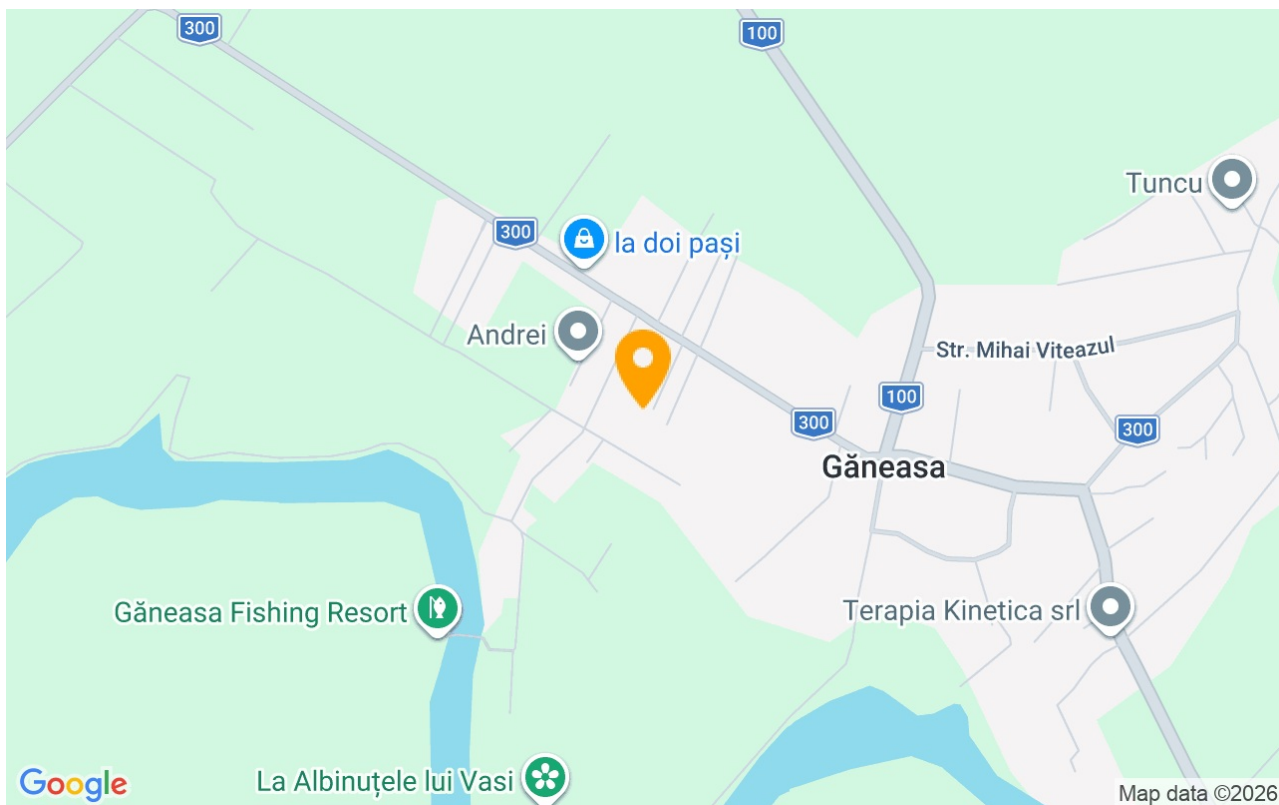 300
100
Tuncu
300
la doi pași
Andrei
Str. Mihai Viteazul
100
300
300
Găneasa
Găneasa Fishing Resort
Terapia Kinetica srl
La Albinuțele lui Vasi
Google
Map data ©2026